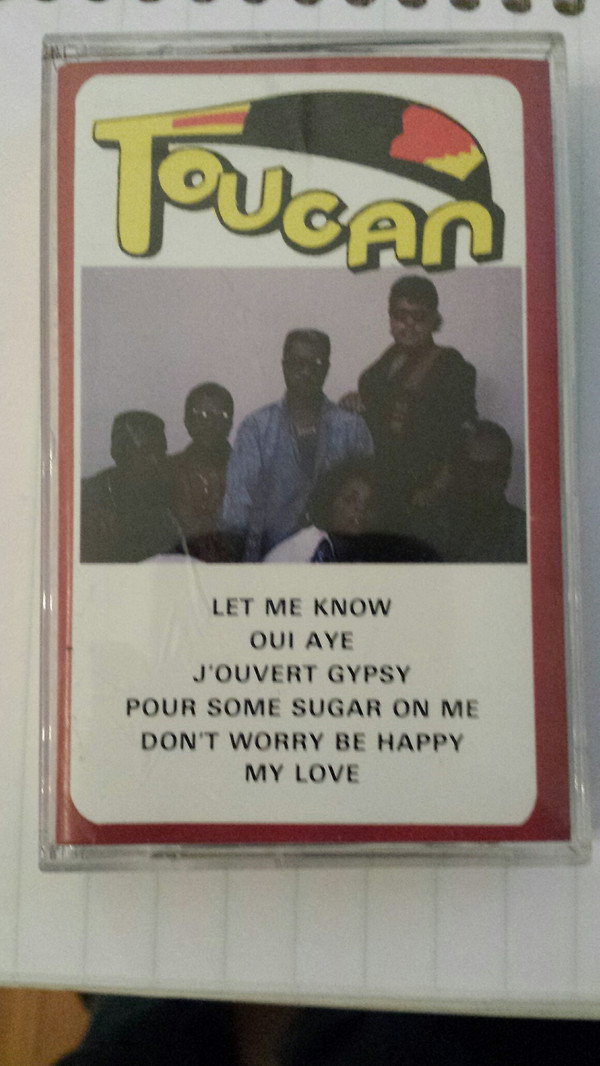 TOUCAN
LET ME KNOW
OUI AYE
J'OUVERT GYPSY
POUR SOME SUGAR ON ME
DON'T WORRY BE HAPPY
MY LOVE